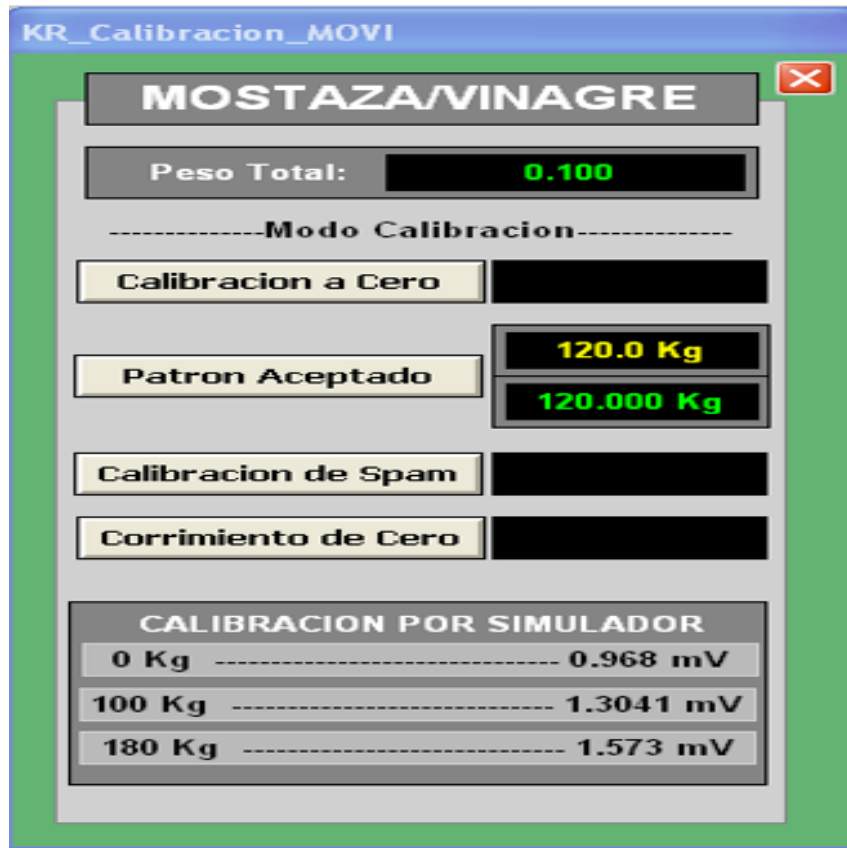 KR_Calibracion_MOVI
MOSTAZA/VINAGRE
Peso Total: 0.100
--------------Modo Calibracion--------------
Calibracion a Cero
120.0 Kg
Patron Aceptado
120.000 Kg
Calibracion de Spam
Corrimiento de Cero
CALIBRACION POR SIMULADOR
0 Kg ------------------------------- 0.968 mV
100 Kg ----------------------------- 1.3041 mV
180 Kg ----------------------------- 1.573 mV